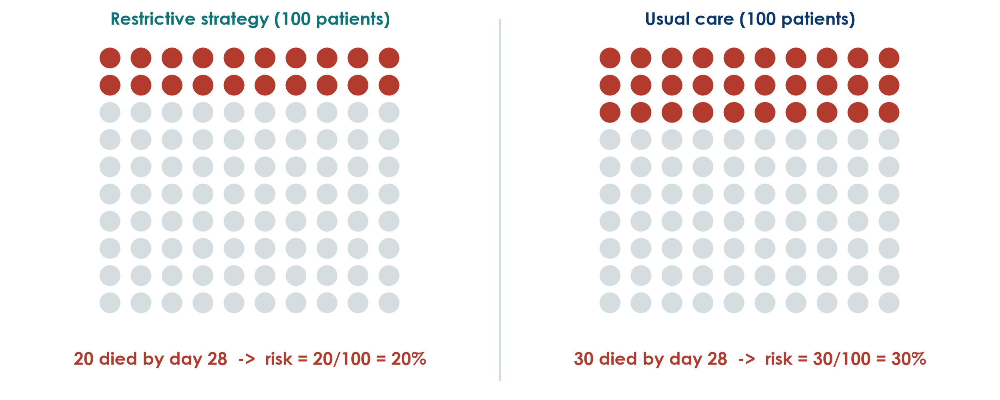 Restrictive strategy (100 patients)
Usual care (100 patients)
20 died by day 28 -> risk = 20/100 = 20%
30 died by day 28 -> risk = 30/100 = 30%